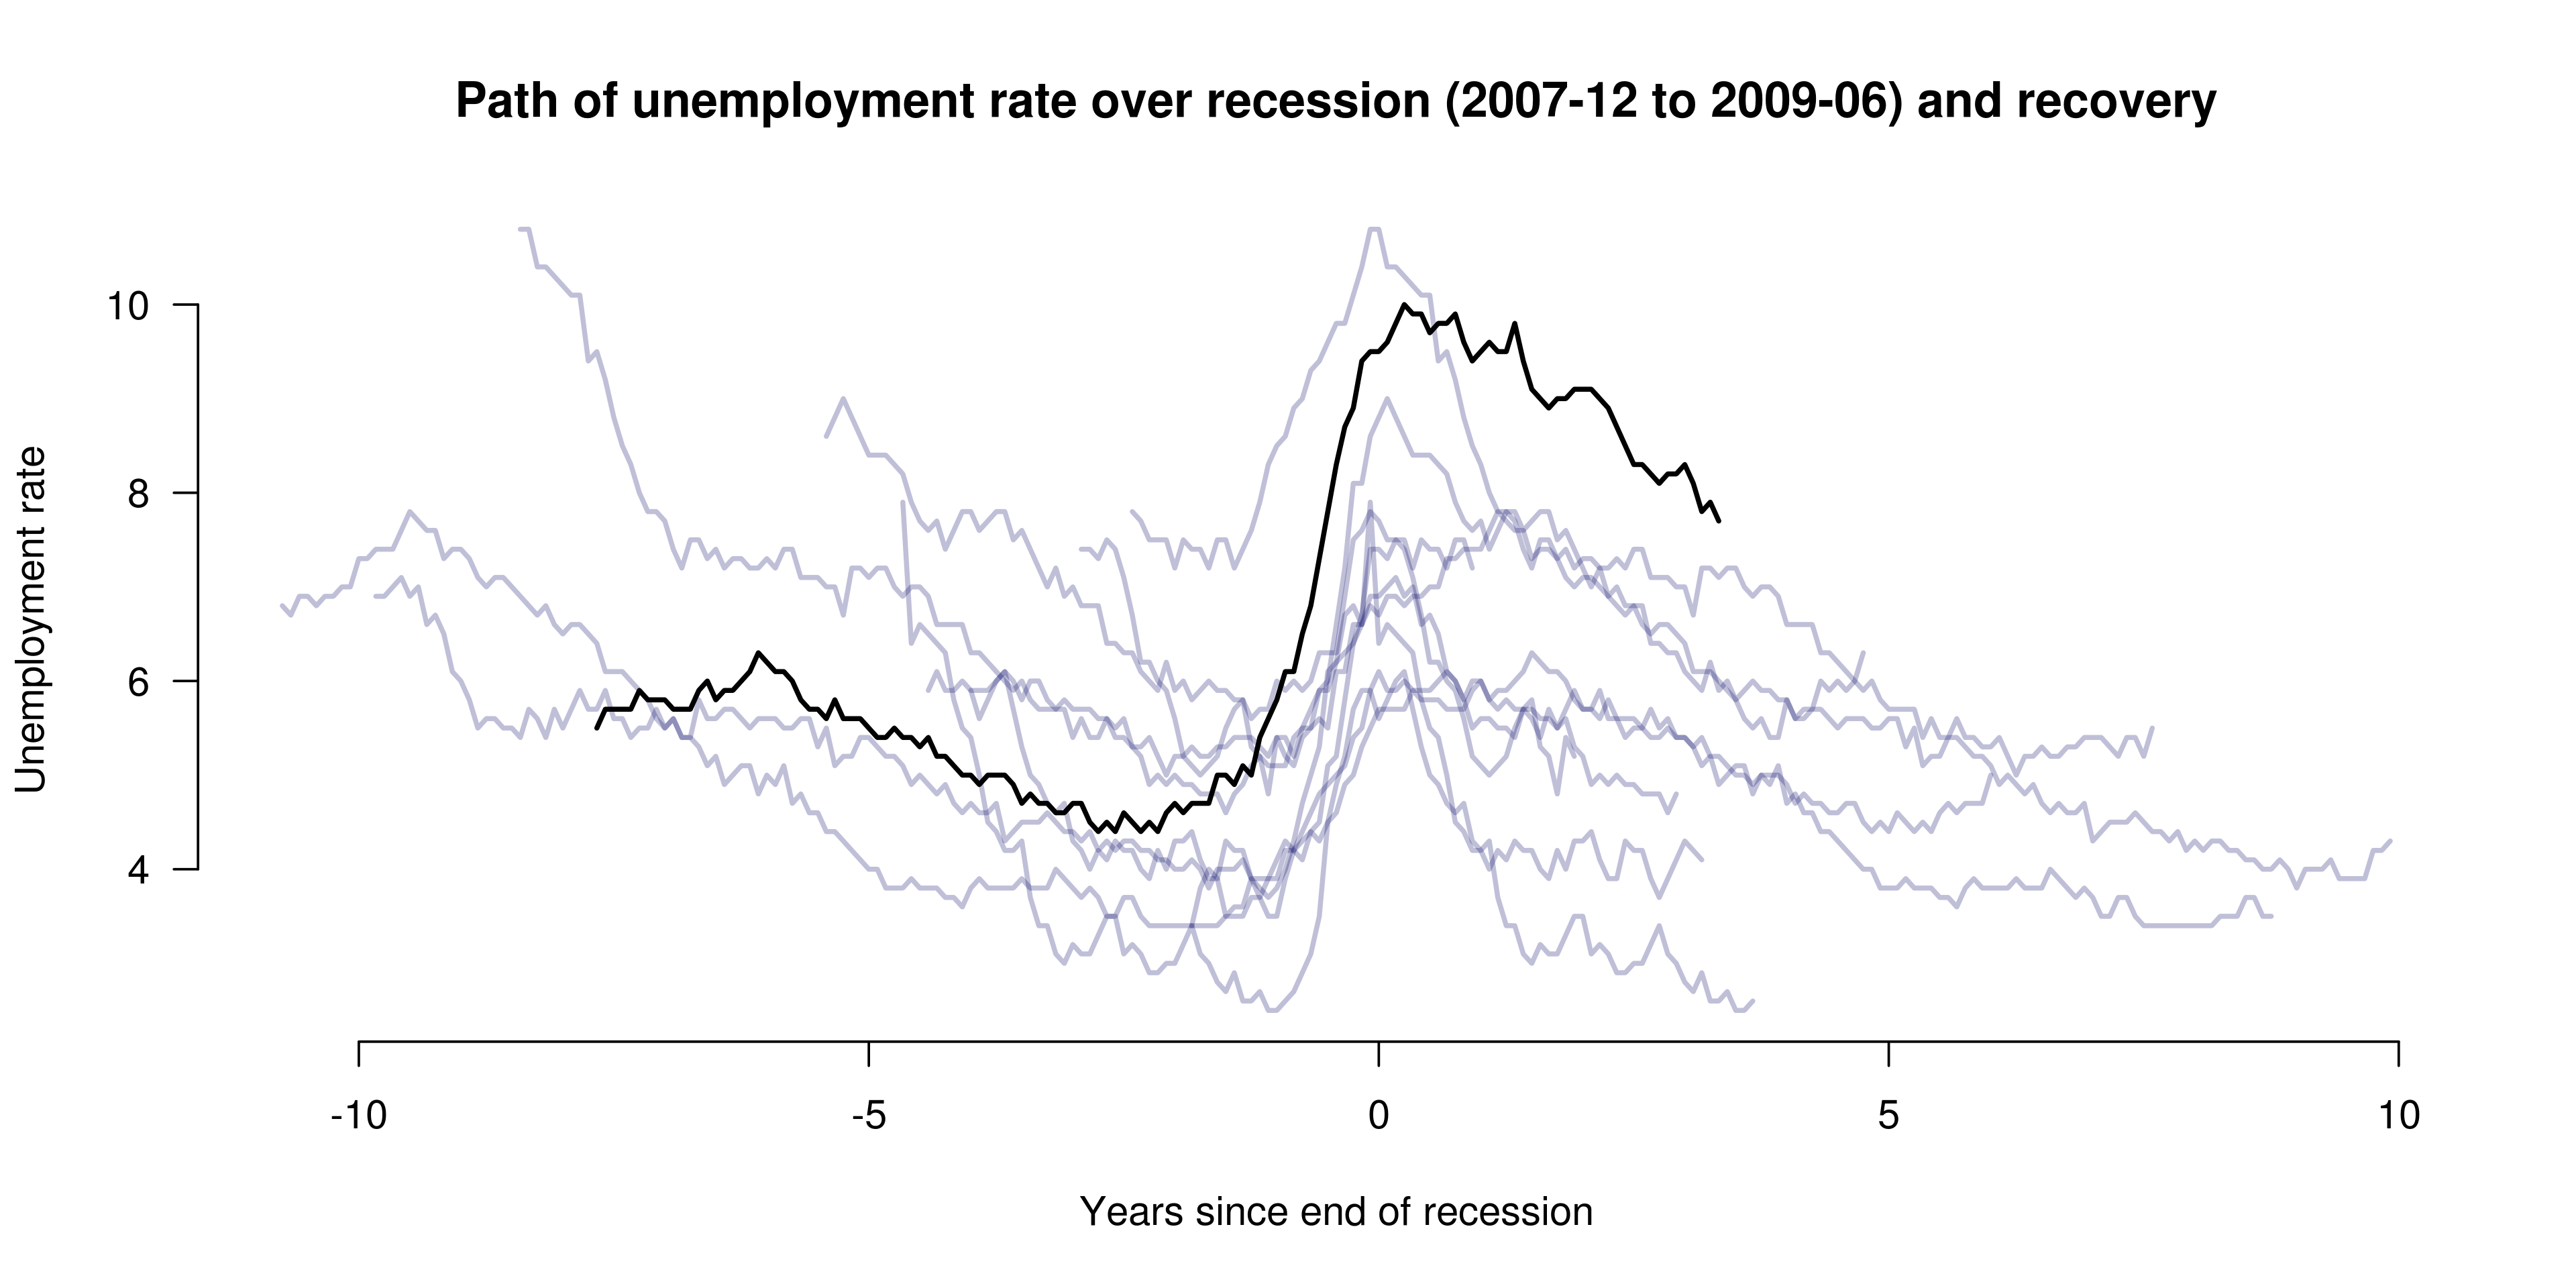 Path of unemployment rate over recession (2007-12 to 2009-06) and recovery
10
8
6
4
Unemployment rate
-10 -5 0 5 10
Years since end of recession